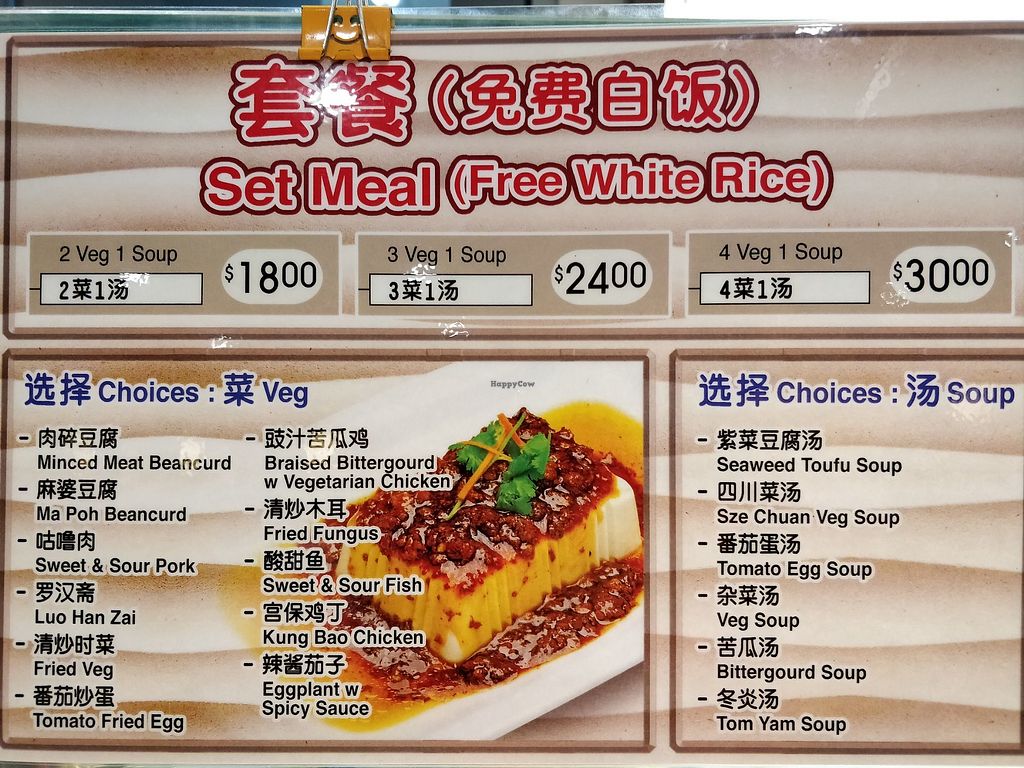 套餐(免费白饭)
Set Meal (Free White Rice)
2 Veg 1 Soup
2菜1汤
$1800
3 Veg 1 Soup
3菜1汤
$2400
4 Veg 1 Soup
4菜1汤
$3000
选择 Choices : 菜 Veg
- 肉碎豆腐
Minced Meat Beancurd
- 麻婆豆腐
Ma Poh Beancurd
- 咕噜肉
Sweet & Sour Pork
- 罗汉斋
Luo Han Zai
- 清炒时菜
Fried Veg
- 番茄炒蛋
Tomato Fried Egg
- 豉汁苦瓜鸡
Braised Bittergourd
w Vegetarian Chicken
- 清炒木耳
Fried Fungus
- 酸甜鱼
Sweet & Sour Fish
- 宫保鸡丁
Kung Bao Chicken
- 辣酱茄子
Eggplant w
Spicy Sauce
HappyCow
选择 Choices : 汤 Soup
- 紫菜豆腐汤
Seaweed Toufu Soup
- 四川菜汤
Sze Chuan Veg Soup
- 番茄蛋汤
Tomato Egg Soup
- 杂菜汤
Veg Soup
- 苦瓜汤
Bittergourd Soup
- 冬炎汤
Tom Yam Soup